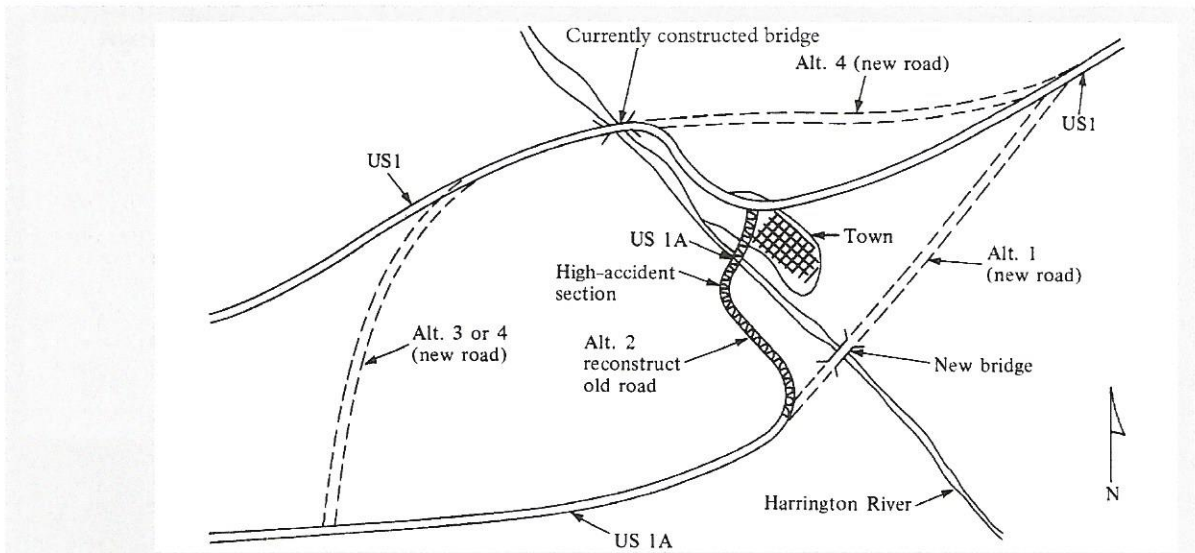 Currently constructed bridge
Alt. 4 (new road)
US1
US1
US 1A
Town
High-accident
section
Alt. 1
(new road)
Alt. 3 or 4
(new road)
Alt. 2
reconstruct
old road
New bridge
Harrington River
N
US 1A